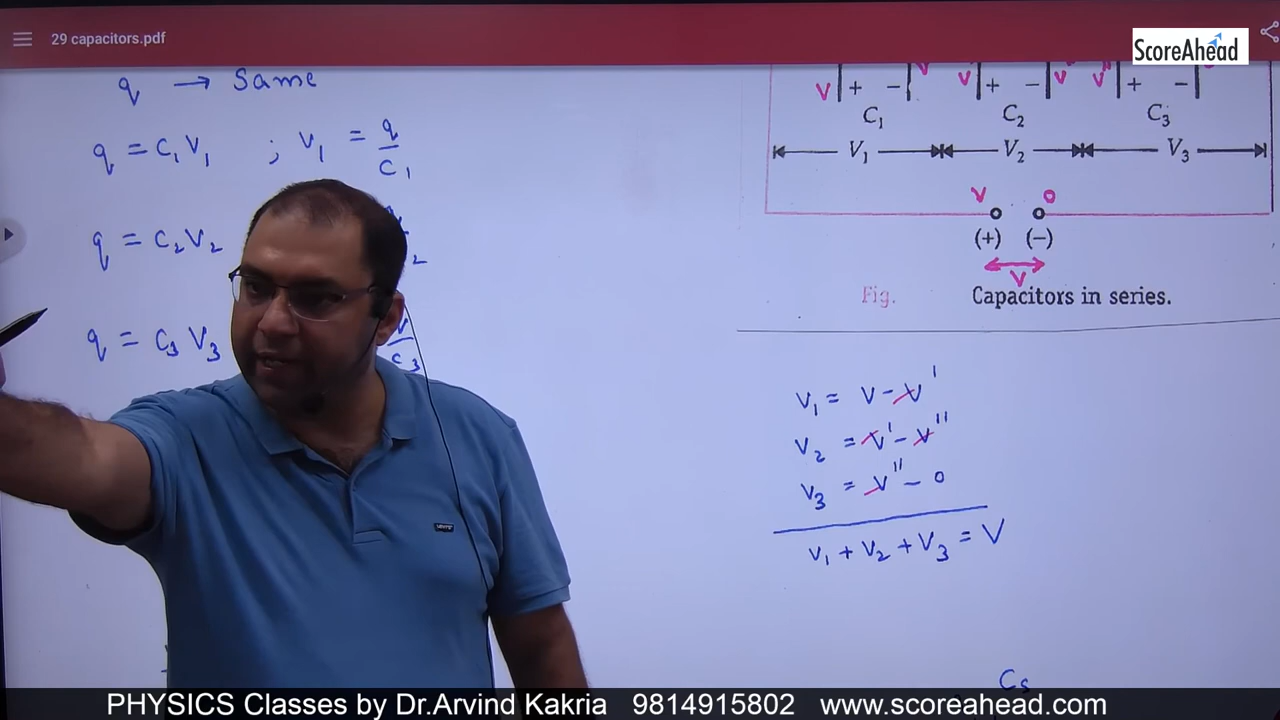 29 capacitors.pdf
ScoreAhead
q → Same
q = C₁V₁ ; V₁ = q/C₁
q = C₂V₂
q = C₃V₃
V + − V' V' + − V" V" + −
C₁ C₂ C₃
V₁ V₂ V₃
V 0
(+) (−)
V
Fig. Capacitors in series.
V₁ = V − V'
V₂ = V' − V"
V₃ = V" − 0
V₁ + V₂ + V₃ = V
Cs
PHYSICS Classes by Dr.Arvind Kakria 9814915802 www.scoreahead.com